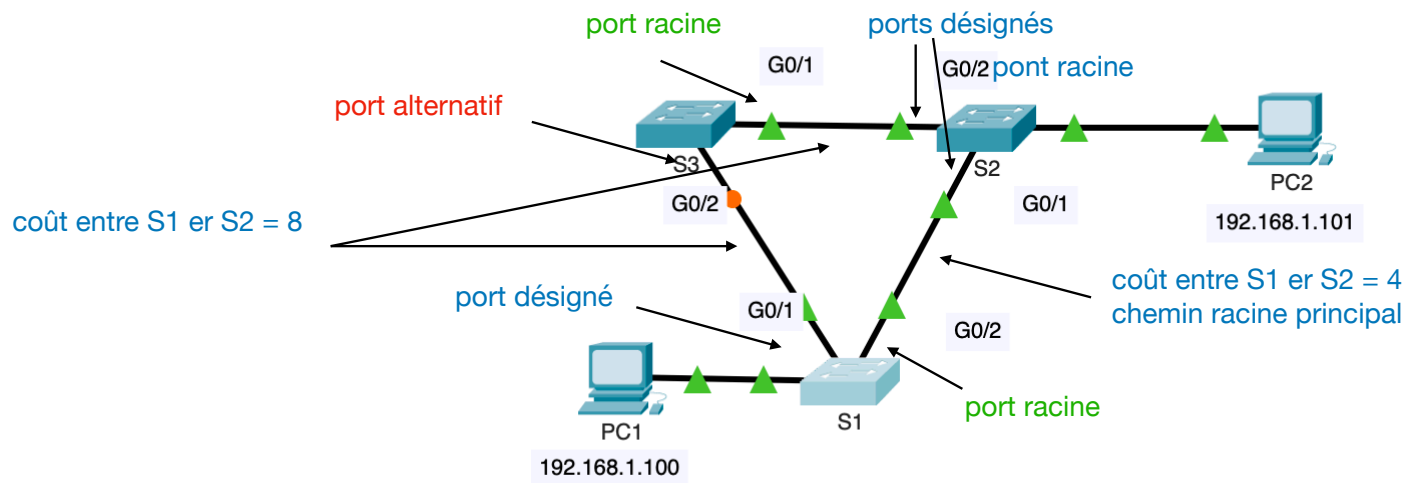 port racine
ports désignés
G0/1
G0/2
pont racine
port alternatif
S3
S2
PC2
G0/2
G0/1
192.168.1.101
coût entre S1 er S2 = 8
coût entre S1 er S2 = 4
chemin racine principal
port désigné
G0/1
G0/2
port racine
S1
PC1
192.168.1.100